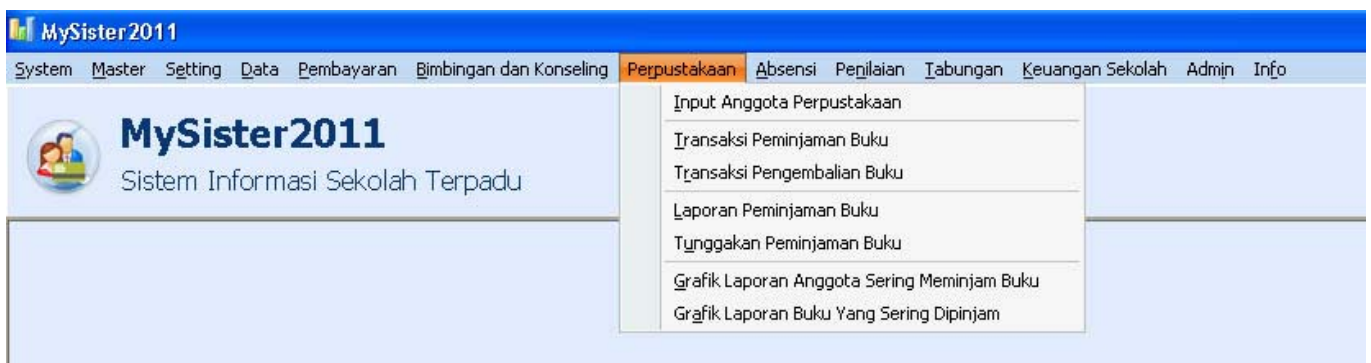 MySister2011
System Master Setting Data Pembayaran Bimbingan dan Konseling Perpustakaan Absensi Penilaian Tabungan Keuangan Sekolah Admin Info
MySister2011
Sistem Informasi Sekolah Terpadu
Input Anggota Perpustakaan
Transaksi Peminjaman Buku
Transaksi Pengembalian Buku
Laporan Peminjaman Buku
Tunggakan Peminjaman Buku
Grafik Laporan Anggota Sering Meminjam Buku
Grafik Laporan Buku Yang Sering Dipinjam